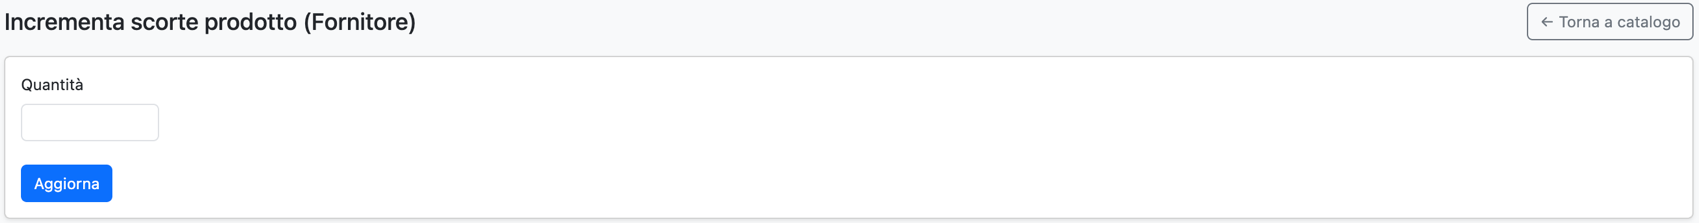 Incrementa scorte prodotto (Fornitore)
← Torna a catalogo
Quantità
Aggiorna